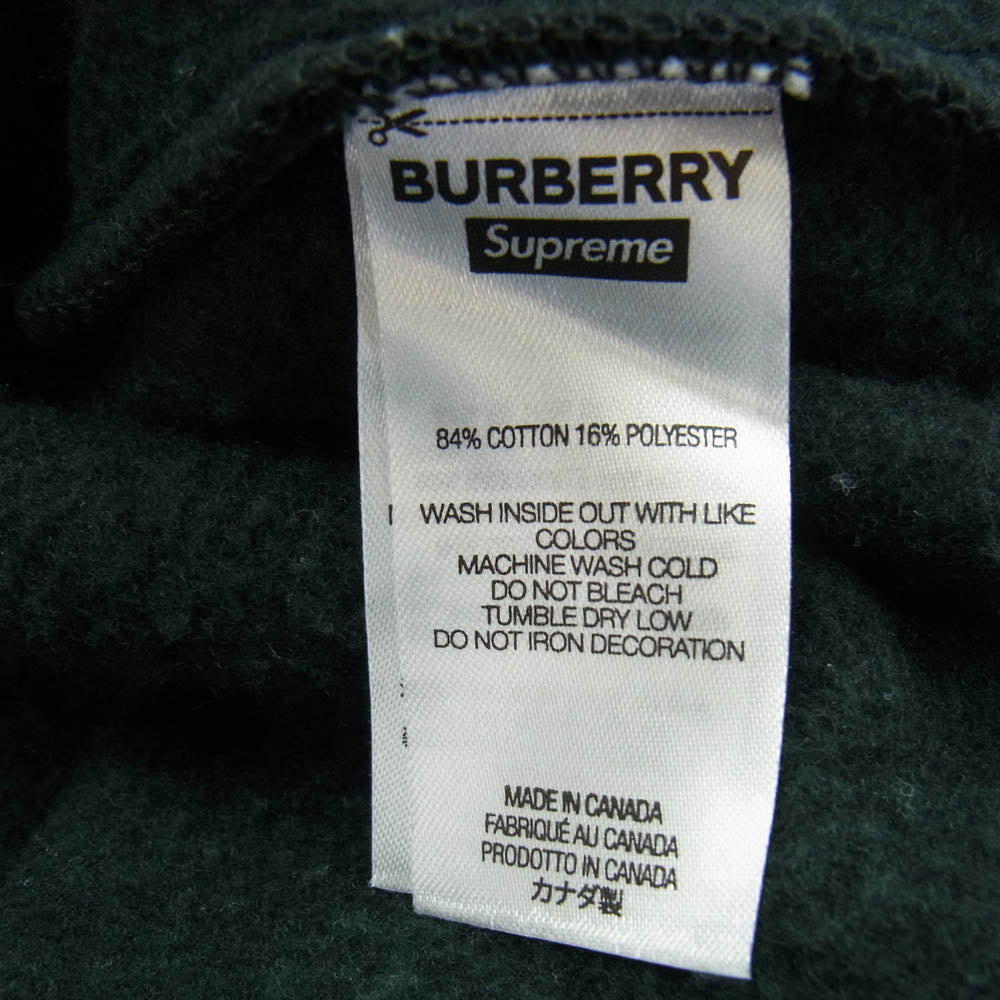 BURBERRY
Supreme
84% COTTON 16% POLYESTER
WASH INSIDE OUT WITH LIKE
COLORS
MACHINE WASH COLD
DO NOT BLEACH
TUMBLE DRY LOW
DO NOT IRON DECORATION
MADE IN CANADA
FABRIQUÉ AU CANADA
PRODOTTO IN CANADA
カナダ製